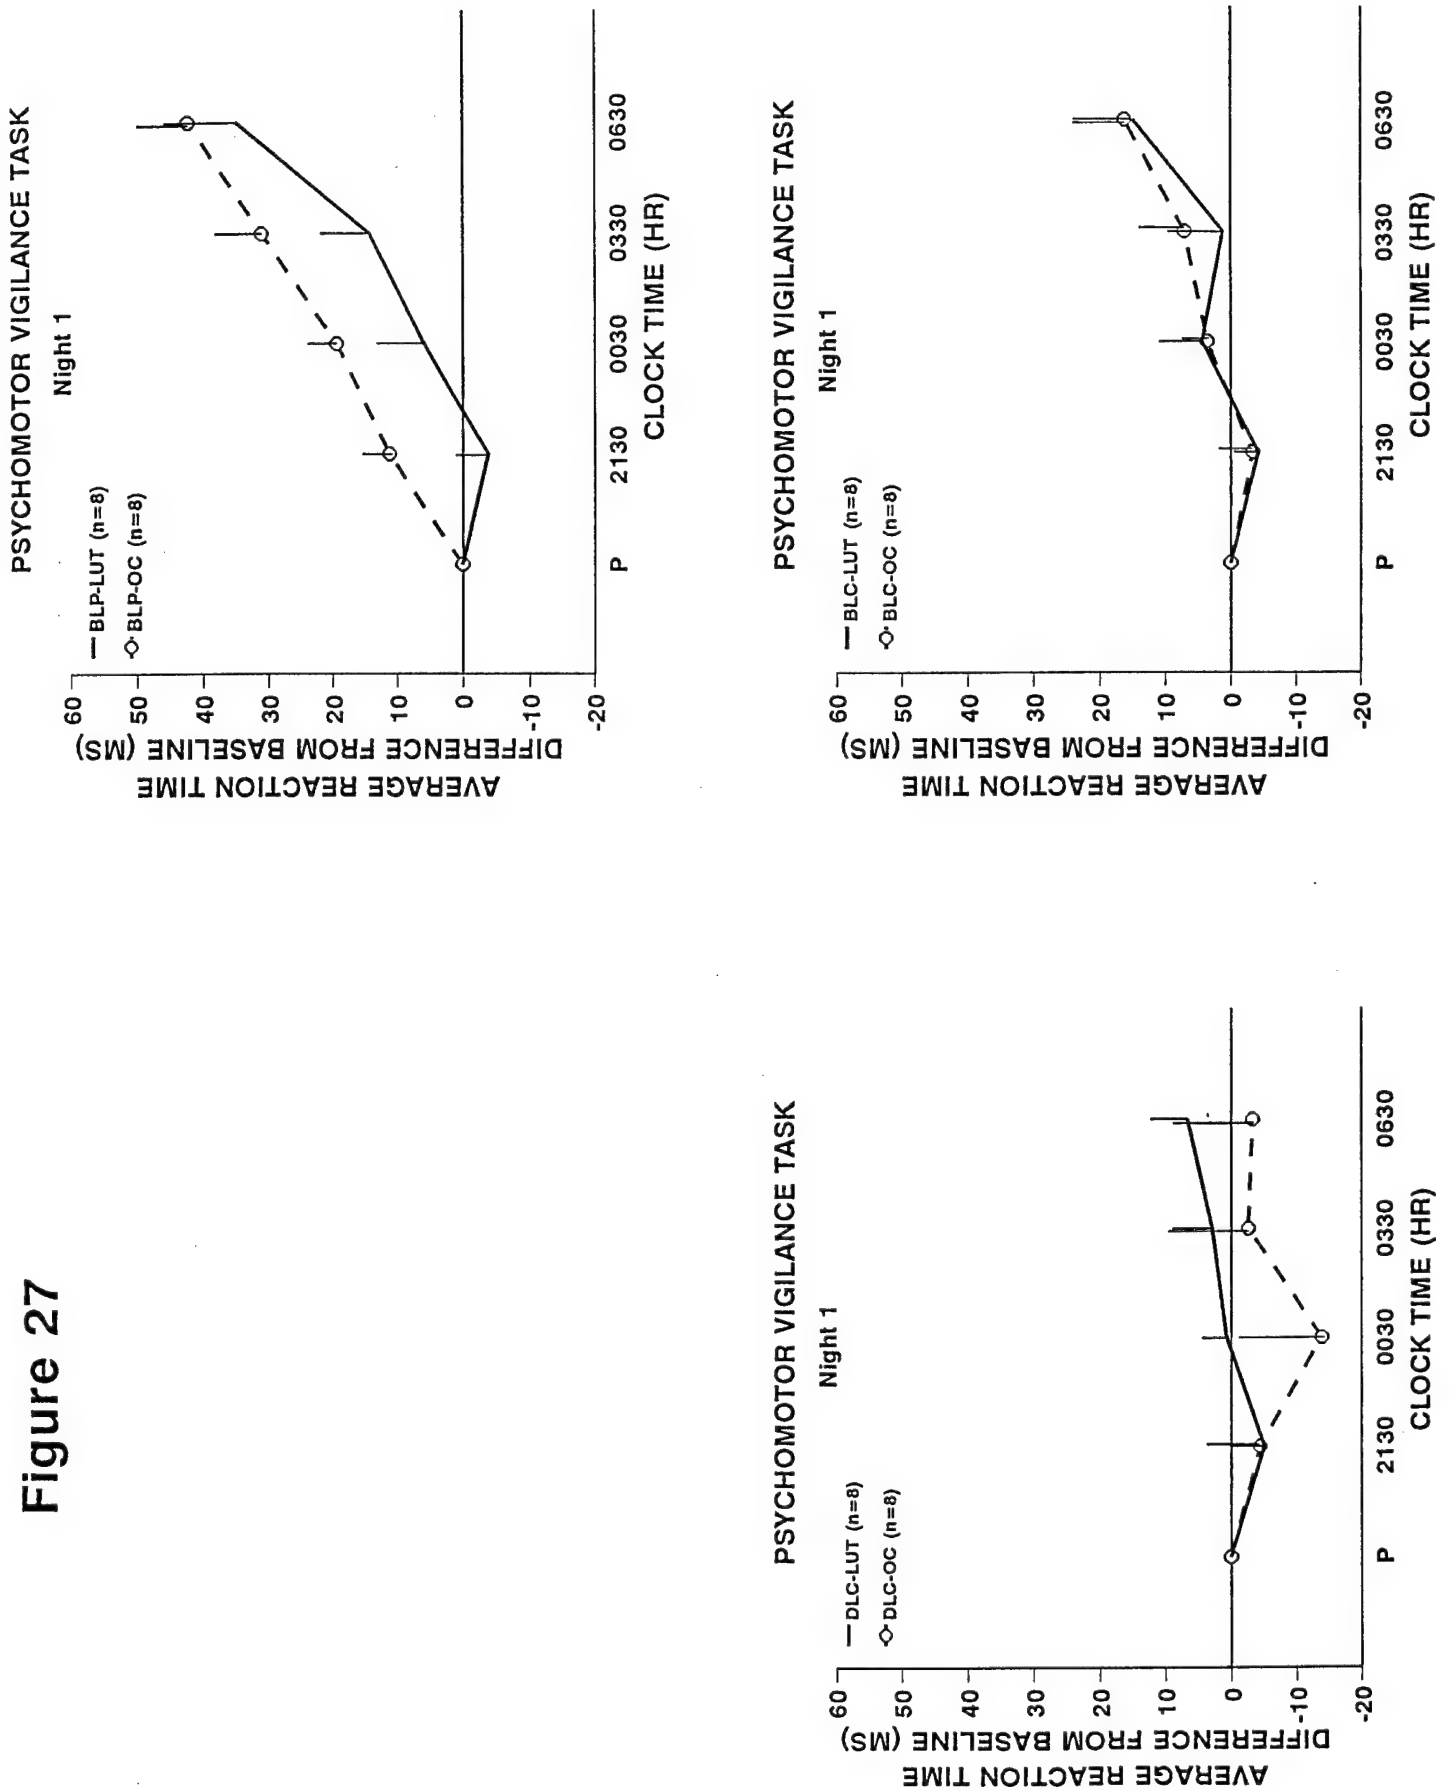 Figure 27
PSYCHOMOTOR VIGILANCE TASK
Night 1
BLP-LUT (n=8)
BLP-OC (n=8)
AVERAGE REACTION TIME
DIFFERENCE FROM BASELINE (MS)
60
50
40
30
20
10
0
-10
-20
P 2130 0030 0330 0630
CLOCK TIME (HR)
PSYCHOMOTOR VIGILANCE TASK
Night 1
DLC-LUT (n=8)
DLC-OC (n=8)
AVERAGE REACTION TIME
DIFFERENCE FROM BASELINE (MS)
60
50
40
30
20
10
0
-10
-20
P 2130 0030 0330 0630
CLOCK TIME (HR)
PSYCHOMOTOR VIGILANCE TASK
Night 1
BLC-LUT (n=8)
BLC-OC (n=8)
AVERAGE REACTION TIME
DIFFERENCE FROM BASELINE (MS)
60
50
40
30
20
10
0
-10
-20
P 2130 0030 0330 0630
CLOCK TIME (HR)